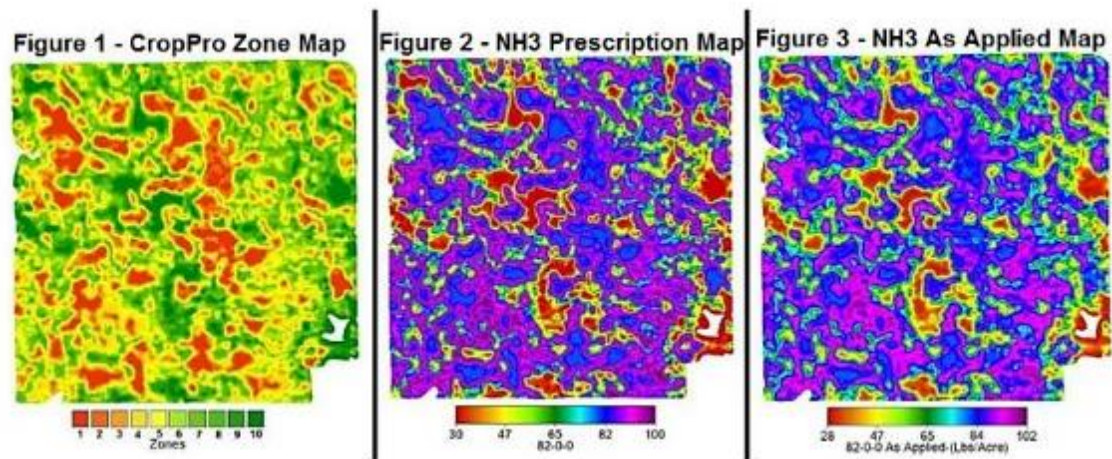 Figure 1 - CropPro Zone Map
1 2 3 4 5 6 7 8 9 10
Zones
Figure 2 - NH3 Prescription Map
30 47 65 82 100
82-0-0
Figure 3 - NH3 As Applied Map
28 47 65 84 102
82-0-0 As Applied-(Lbs/Acre)